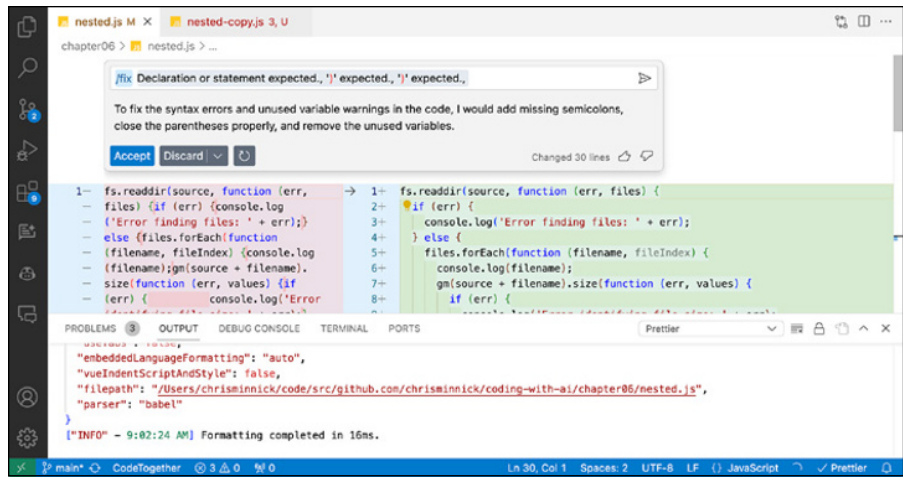 nested.js M ×
nested-copy.js 3, U
chapter06 > nested.js > ...
/fix Declaration or statement expected., ')' expected., ')' expected.,
To fix the syntax errors and unused variable warnings in the code, I would add missing semicolons,
close the parentheses properly, and remove the unused variables.
Accept Discard
Changed 30 lines
1− fs.readdir(source, function (err,
− files) {if (err) {console.log
− ('Error finding files: ' + err);}
− else {files.forEach(function
− (filename, fileIndex) {console.log
− (filename);gm(source + filename).
− size(function (err, values) {if
− (err) { console.log('Error
→ 1+ fs.readdir(source, function (err, files) {
2+ if (err) {
3+ console.log('Error finding files: ' + err);
4+ } else {
5+ files.forEach(function (filename, fileIndex) {
6+ console.log(filename);
7+ gm(source + filename).size(function (err, values) {
8+ if (err) {
2
9
PROBLEMS 3 OUTPUT DEBUG CONSOLE TERMINAL PORTS
Prettier
"embeddedLanguageFormatting": "auto",
"vueIndentScriptAndStyle": false,
"filepath": "/Users/chrisminnick/code/src/github.com/chrisminnick/coding-with-ai/chapter06/nested.js",
"parser": "babel"
}
["INFO" - 9:02:24 AM] Formatting completed in 16ms.
main* CodeTogether 3 0 0 Ln 30, Col 1 Spaces: 2 UTF-8 LF {} JavaScript Prettier